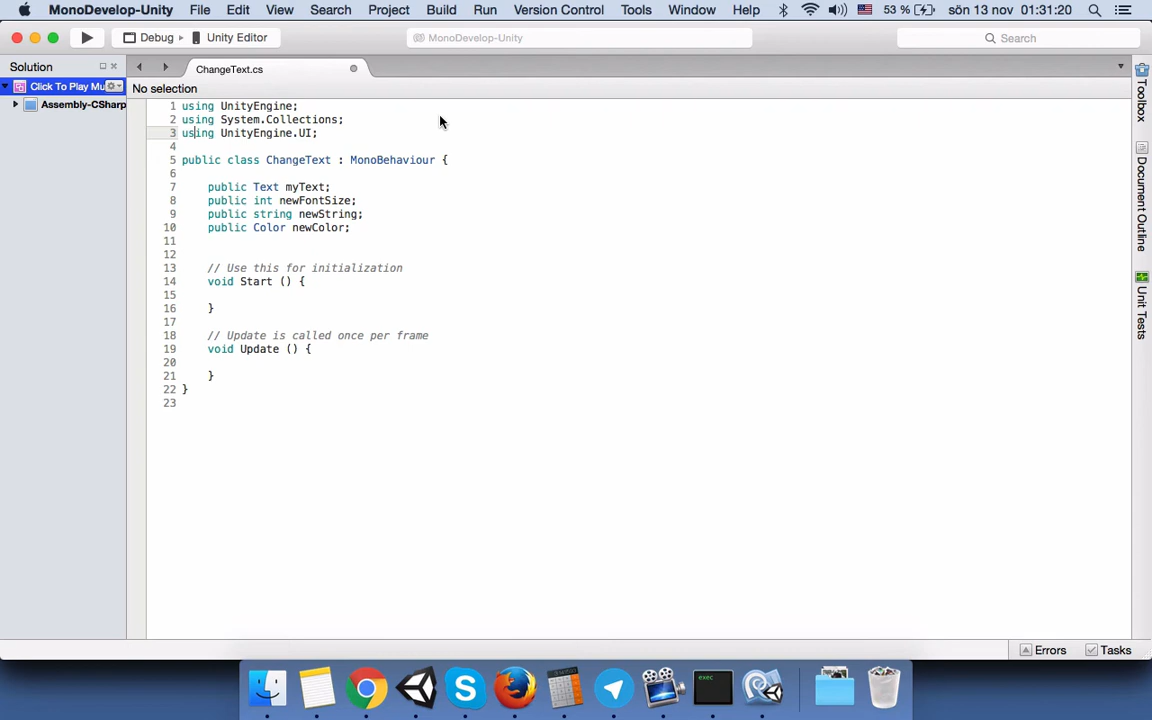 MonoDevelop-Unity File Edit View Search Project Build Run Version Control Tools Window Help 53 % sön 13 nov 01:31:20
Debug Unity Editor MonoDevelop-Unity Search
Solution ChangeText.cs
Click To Play Mu No selection
Assembly-CSharp
1 using UnityEngine;
2 using System.Collections;
3 using UnityEngine.UI;
4
5 public class ChangeText : MonoBehaviour {
6
7 public Text myText;
8 public int newFontSize;
9 public string newString;
10 public Color newColor;
11
12
13 // Use this for initialization
14 void Start () {
15
16 }
17
18 // Update is called once per frame
19 void Update () {
20
21 }
22 }
23
Toolbox
Document Outline
Unit Tests
Errors Tasks
exec